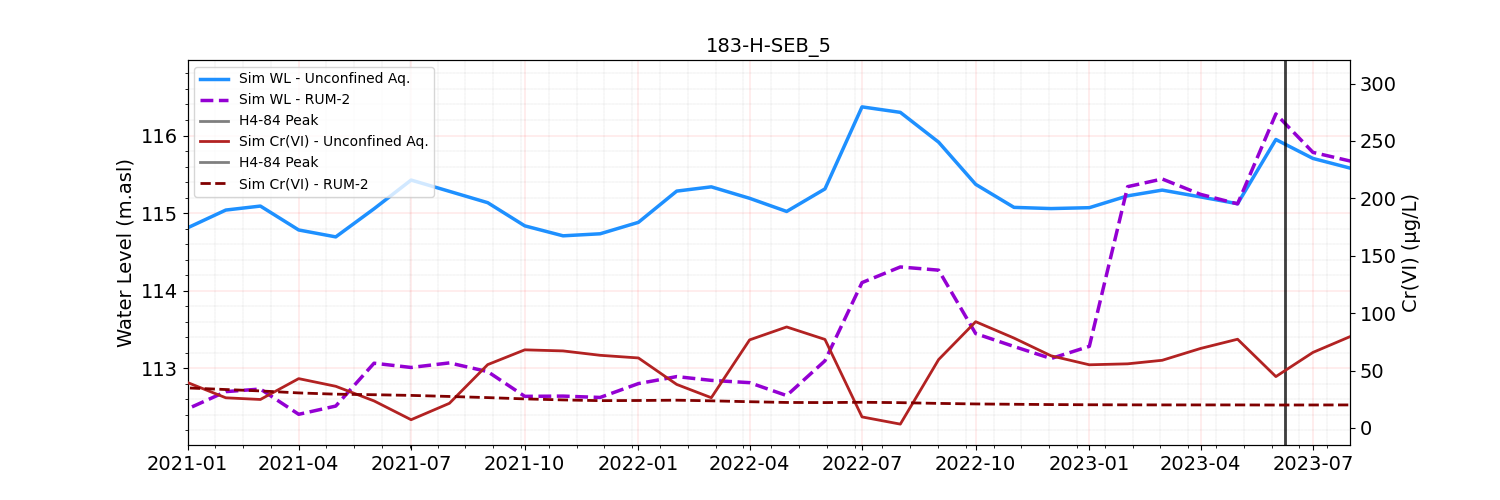 183-H-SEB_5
Sim WL - Unconfined Aq.
Sim WL - RUM-2
H4-84 Peak
Sim Cr(VI) - Unconfined Aq.
H4-84 Peak
Sim Cr(VI) - RUM-2
Water Level (m.asl)
116
115
114
113
300
250
200
150
100
50
0
Cr(VI) (µg/L)
2021-01
2021-04
2021-07
2021-10
2022-01
2022-04
2022-07
2022-10
2023-01
2023-04
2023-07